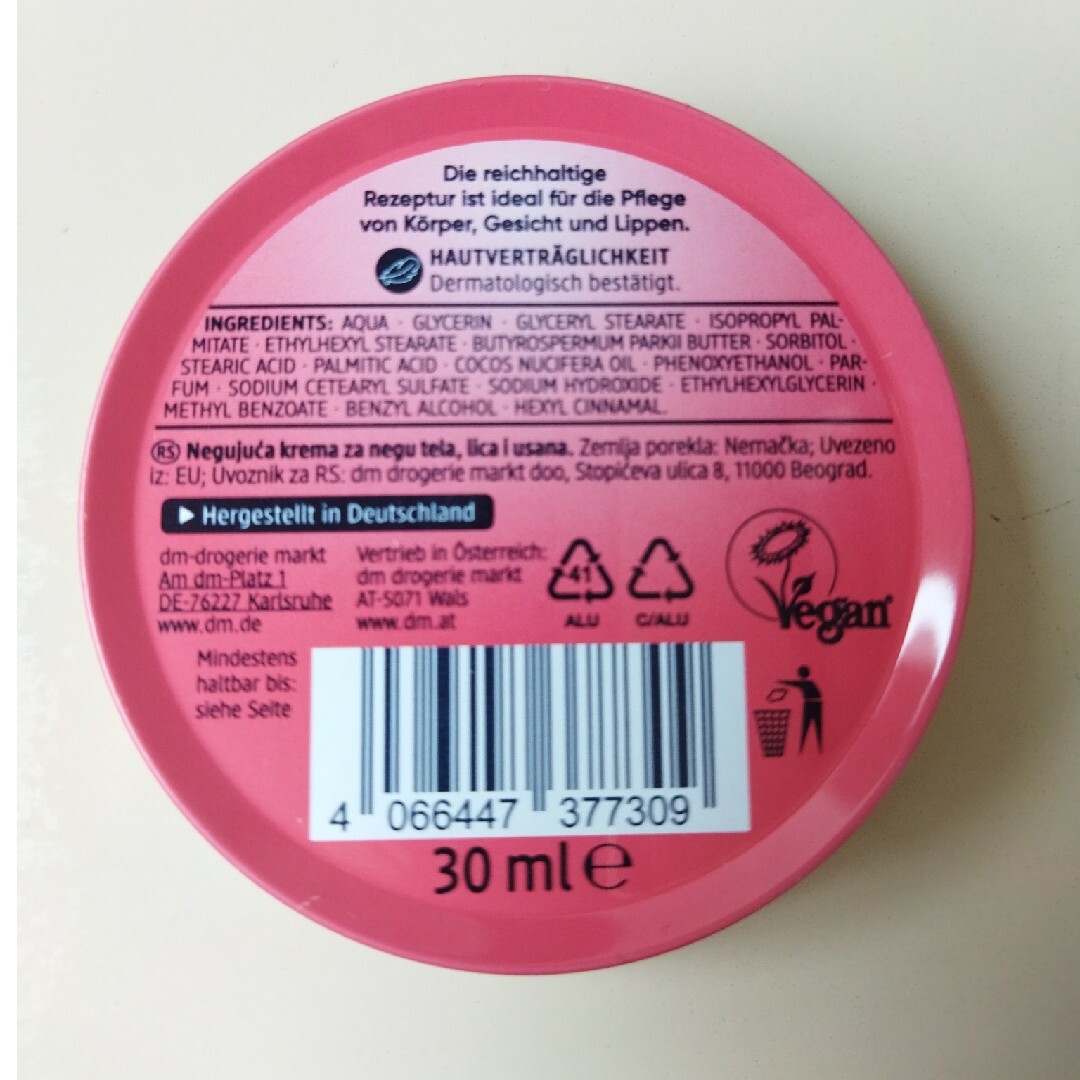 Die reichhaltige
Rezeptur ist ideal für die Pflege
von Körper, Gesicht und Lippen.
HAUTVERTRÄGLICHKEIT
Dermatologisch bestätigt.
INGREDIENTS: AQUA · GLYCERIN · GLYCERYL STEARATE · ISOPROPYL PAL-
MITATE · ETHYLHEXYL STEARATE · BUTYROSPERMUM PARKII BUTTER · SORBITOL ·
STEARIC ACID · PALMITIC ACID · COCOS NUCIFERA OIL · PHENOXYETHANOL · PAR-
FUM · SODIUM CETEARYL SULFATE · SODIUM HYDROXIDE · ETHYLHEXYLGLYCERIN ·
METHYL BENZOATE · BENZYL ALCOHOL · HEXYL CINNAMAL.
RS Negujuća krema za negu tela, lica i usana. Zemlja porekla: Nemačka; Uvezeno
iz: EU; Uvoznik za RS: dm drogerie markt doo, Stopićeva ulica 8, 11000 Beograd.
Hergestellt in Deutschland
dm-drogerie markt
Am dm-Platz 1
DE-76227 Karlsruhe
www.dm.de
Vertrieb in Österreich:
dm drogerie markt
AT-5071 Wals
www.dm.at
41
ALU
C/ALU
Vegan
Mindestens
haltbar bis:
siehe Seite
4 066447 377309
30 ml ℮